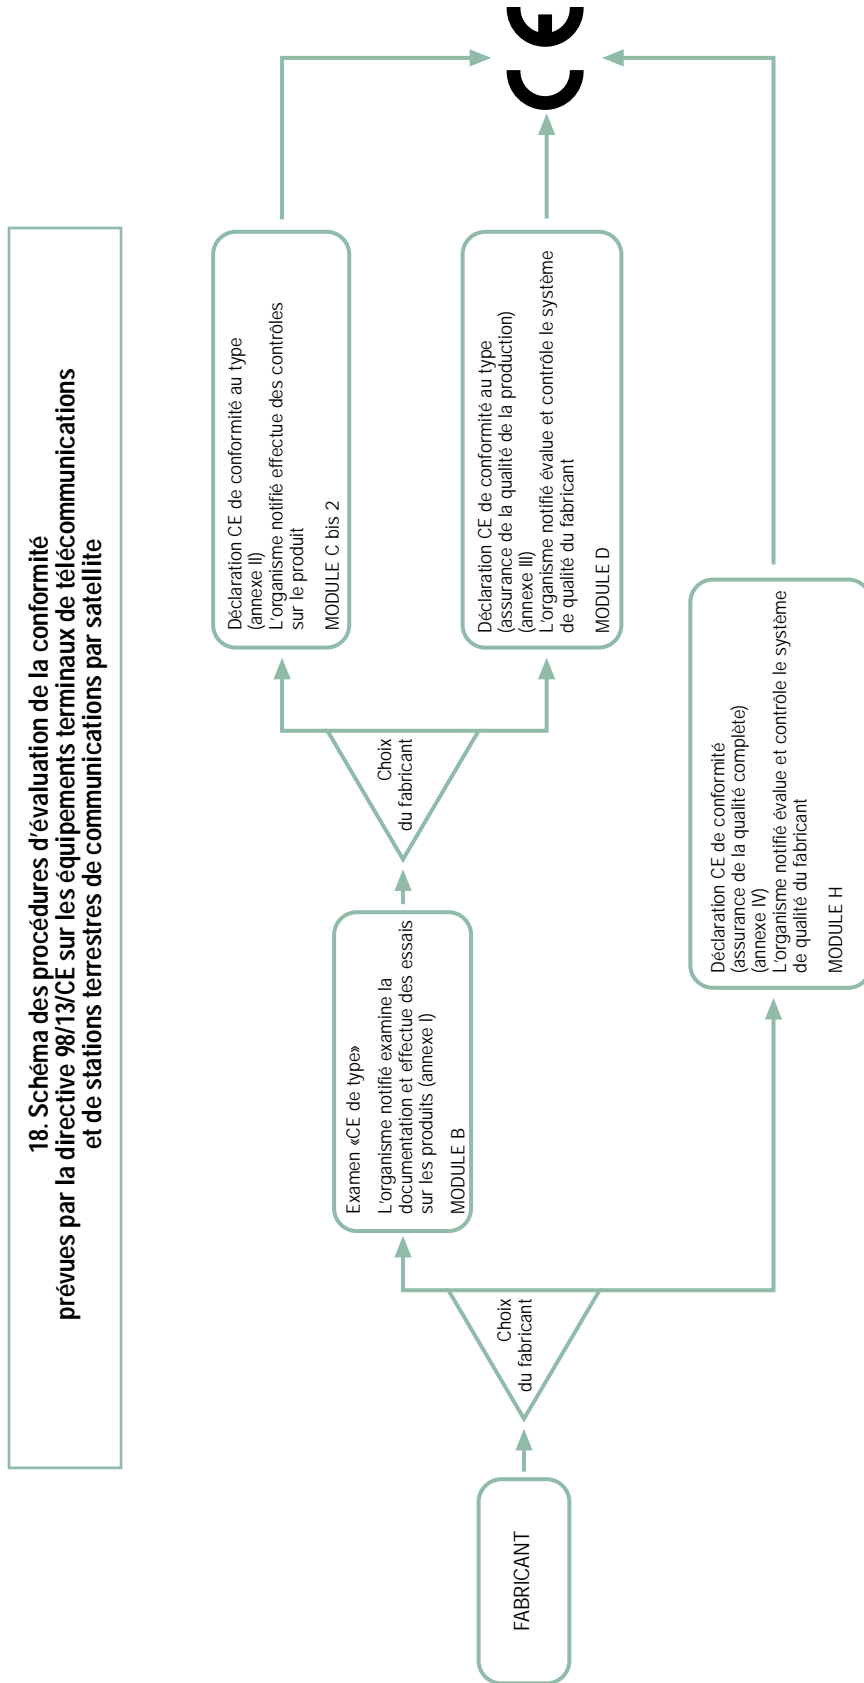 18. Schéma des procédures d'évaluation de la conformité
prévues par la directive 98/13/CE sur les équipements terminaux de télécommunications
et de stations terrestres de communications par satellite
FABRICANT
Choix
du fabricant
Examen «CE de type»
L'organisme notifié examine la
documentation et effectue des essais
sur les produits (annexe I)
MODULE B
Choix
du fabricant
Déclaration CE de conformité au type
(annexe II)
L'organisme notifié effectue des contrôles
sur le produit
MODULE C bis 2
Déclaration CE de conformité au type
(assurance de la qualité de la production)
(annexe III)
L'organisme notifié évalue et contrôle le système
de qualité du fabricant
MODULE D
Déclaration CE de conformité
(assurance de la qualité complète)
(annexe IV)
L'organisme notifié évalue et contrôle le système
de qualité du fabricant
MODULE H
CE